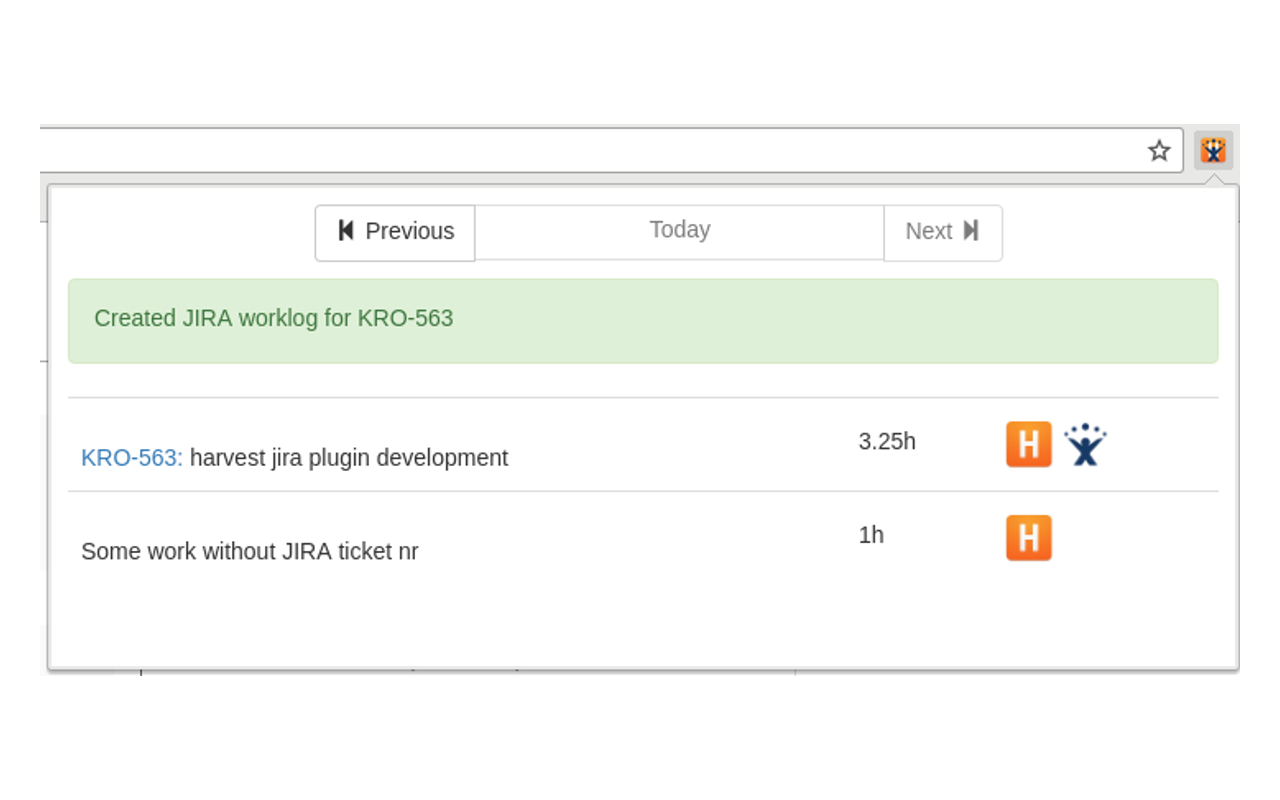 Previous
Today
Next
Created JIRA worklog for KRO-563
KRO-563: harvest jira plugin development
3.25h
H
Some work without JIRA ticket nr
1h
H